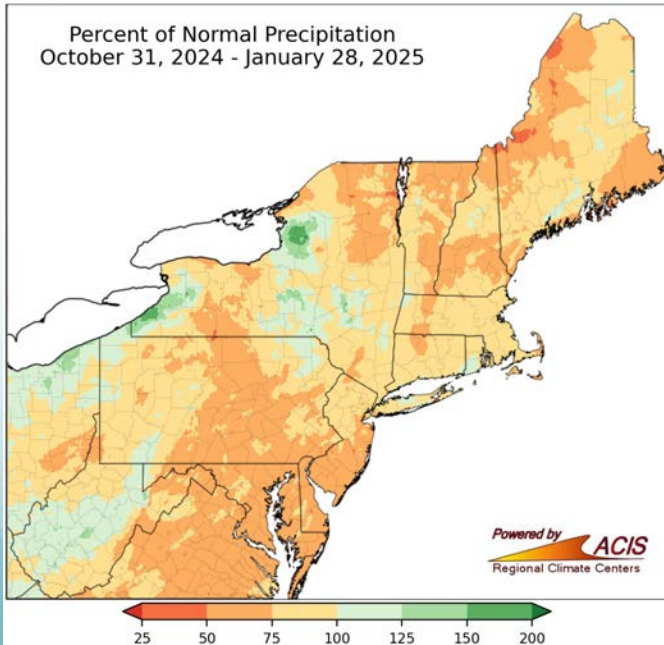 Percent of Normal Precipitation
October 31, 2024 - January 28, 2025
Powered by
ACIS
Regional Climate Centers
25 50 75 100 125 150 200